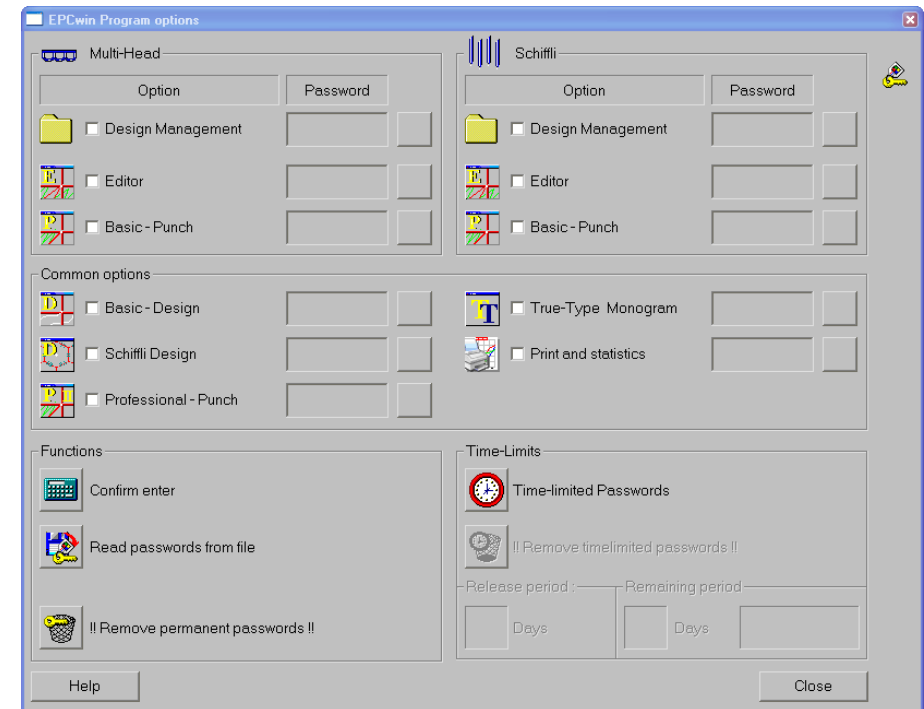 EPCwin Program options
Multi-Head
Option Password
Design Management
Editor
Basic - Punch
Schiffli
Option Password
Design Management
Editor
Basic - Punch
Common options
Basic - Design
Schiffli Design
Professional - Punch
True-Type Monogram
Print and statistics
Functions
Confirm enter
Read passwords from file
!! Remove permanent passwords !!
Time-Limits
Time-limited Passwords
!! Remove timelimited passwords !!
Release period : Remaining period
Days Days
Help Close